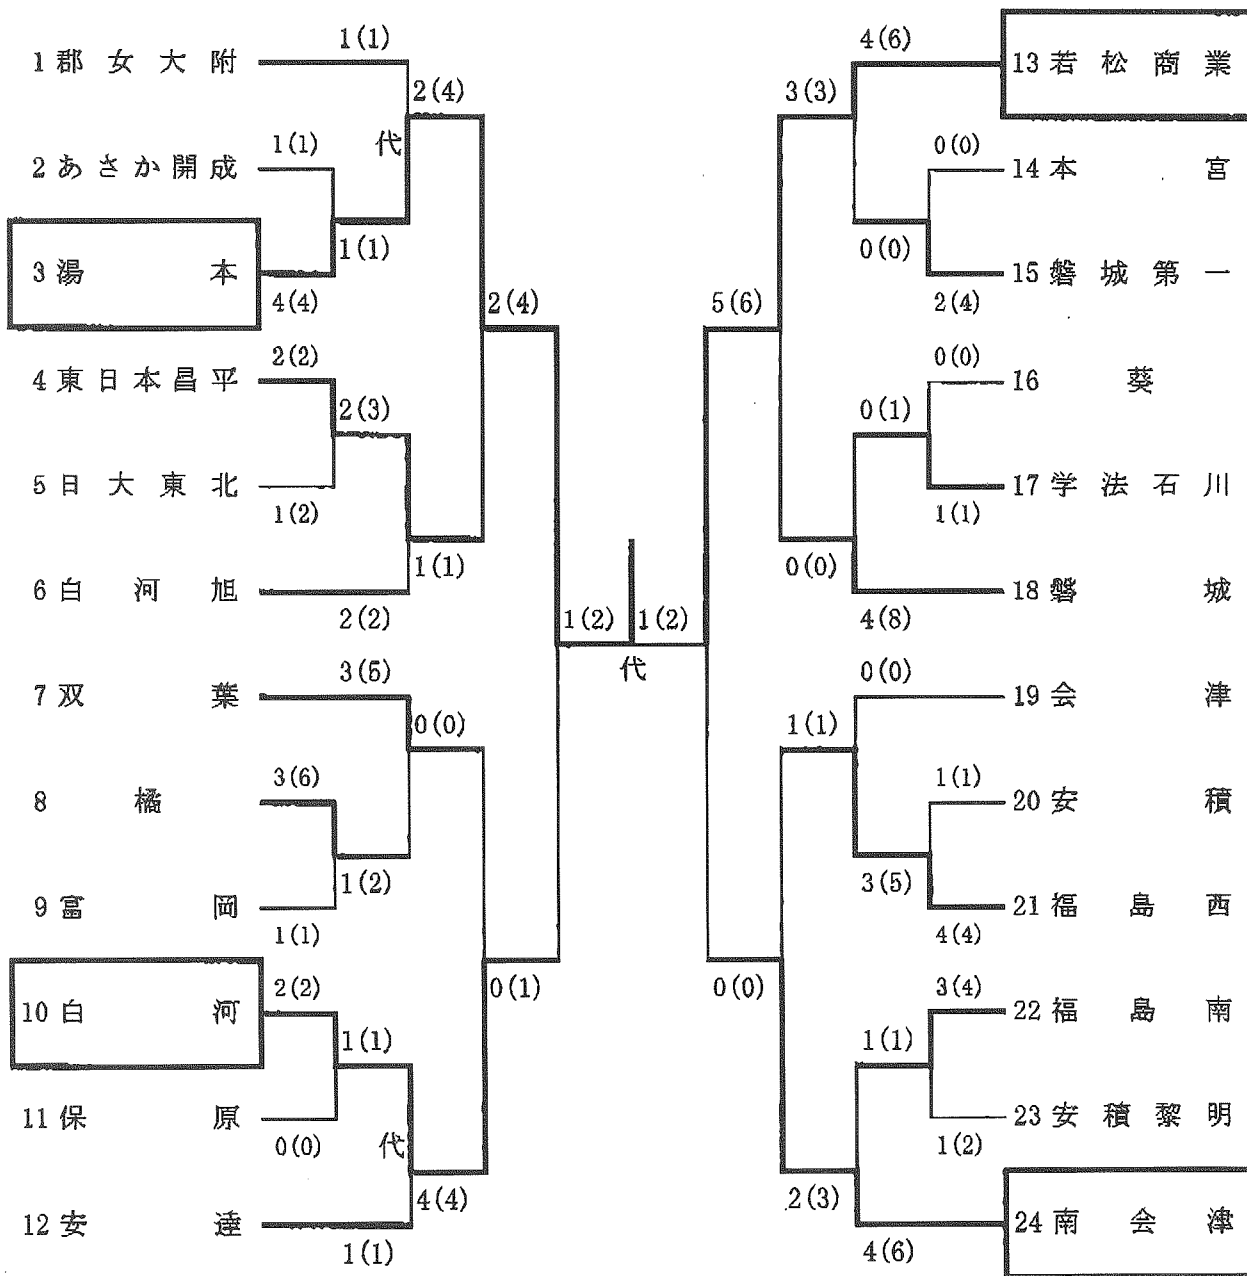 1(1)
4(6)
1 郡女大附
13 若松商業
2(4)
3(3)
1(1)
代
0(0)
2 あさか開成
14 本宮
1(1)
0(0)
3 湯本
15 磐城第一
4(4)
2(4)
5(6)
2(4)
2(2)
0(0)
4 東日本昌平
16 葵
2(3)
0(1)
5 日大東北
17 学法石川
1(2)
1(1)
1(1)
0(0)
6 白河旭
18 磐城
2(2)
1(2)
1(2)
4(8)
代
3(5)
0(0)
7 双葉
19 会津
0(0)
1(1)
3(6)
1(1)
8 橘
20 安積
1(2)
3(5)
9 富岡
21 福島西
1(1)
4(4)
2(2)
0(1)
0(0)
3(4)
10 白河
22 福島南
1(1)
1(1)
11 保原
23 安積黎明
0(0)
代
1(2)
4(4)
2(3)
12 安達
24 南会津
1(1)
4(6)